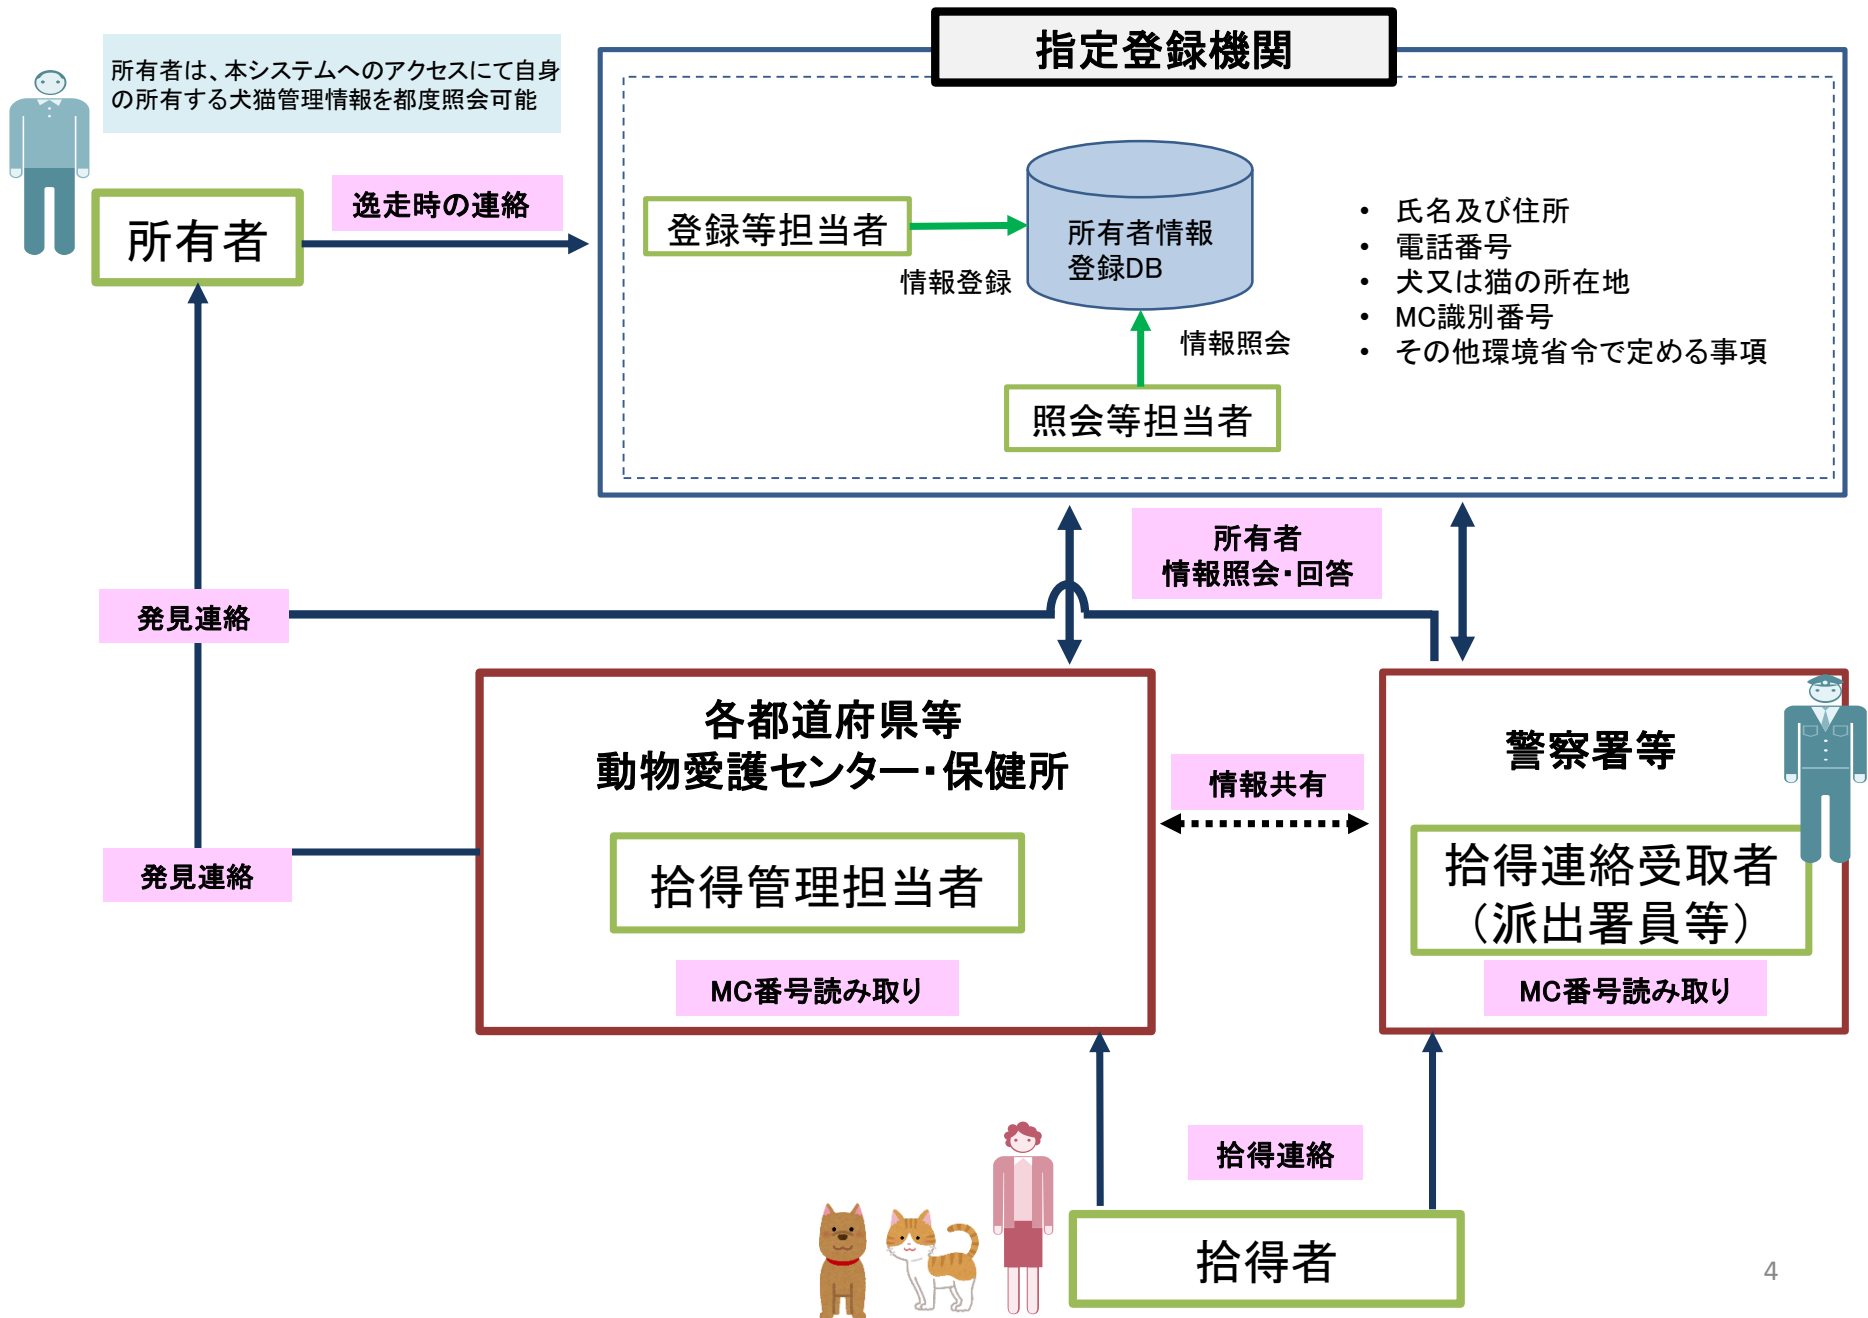 指定登録機関
所有者は、本システムへのアクセスにて自身
の所有する犬猫管理情報を都度照会可能
所有者
逸走時の連絡
登録等担当者
情報登録
所有者情報
登録DB
情報照会
照会等担当者
• 氏名及び住所
• 電話番号
• 犬又は猫の所在地
• MC識別番号
• その他環境省令で定める事項
所有者
情報照会・回答
発見連絡
発見連絡
各都道府県等
動物愛護センター・保健所
拾得管理担当者
MC番号読み取り
情報共有
警察署等
拾得連絡受取者
（派出署員等）
MC番号読み取り
拾得連絡
拾得者
4